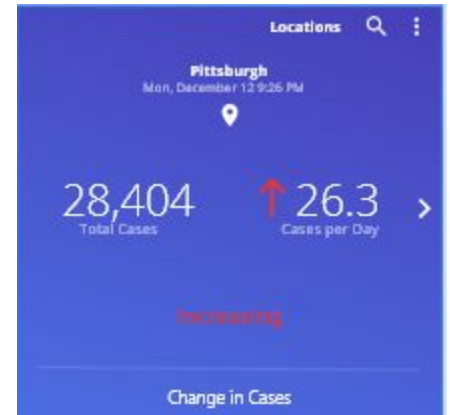 Locations
Pittsburgh
Mon, December 12 9:26 PM
28,404
Total Cases
26.3
Cases per Day
Increasing
Change in Cases